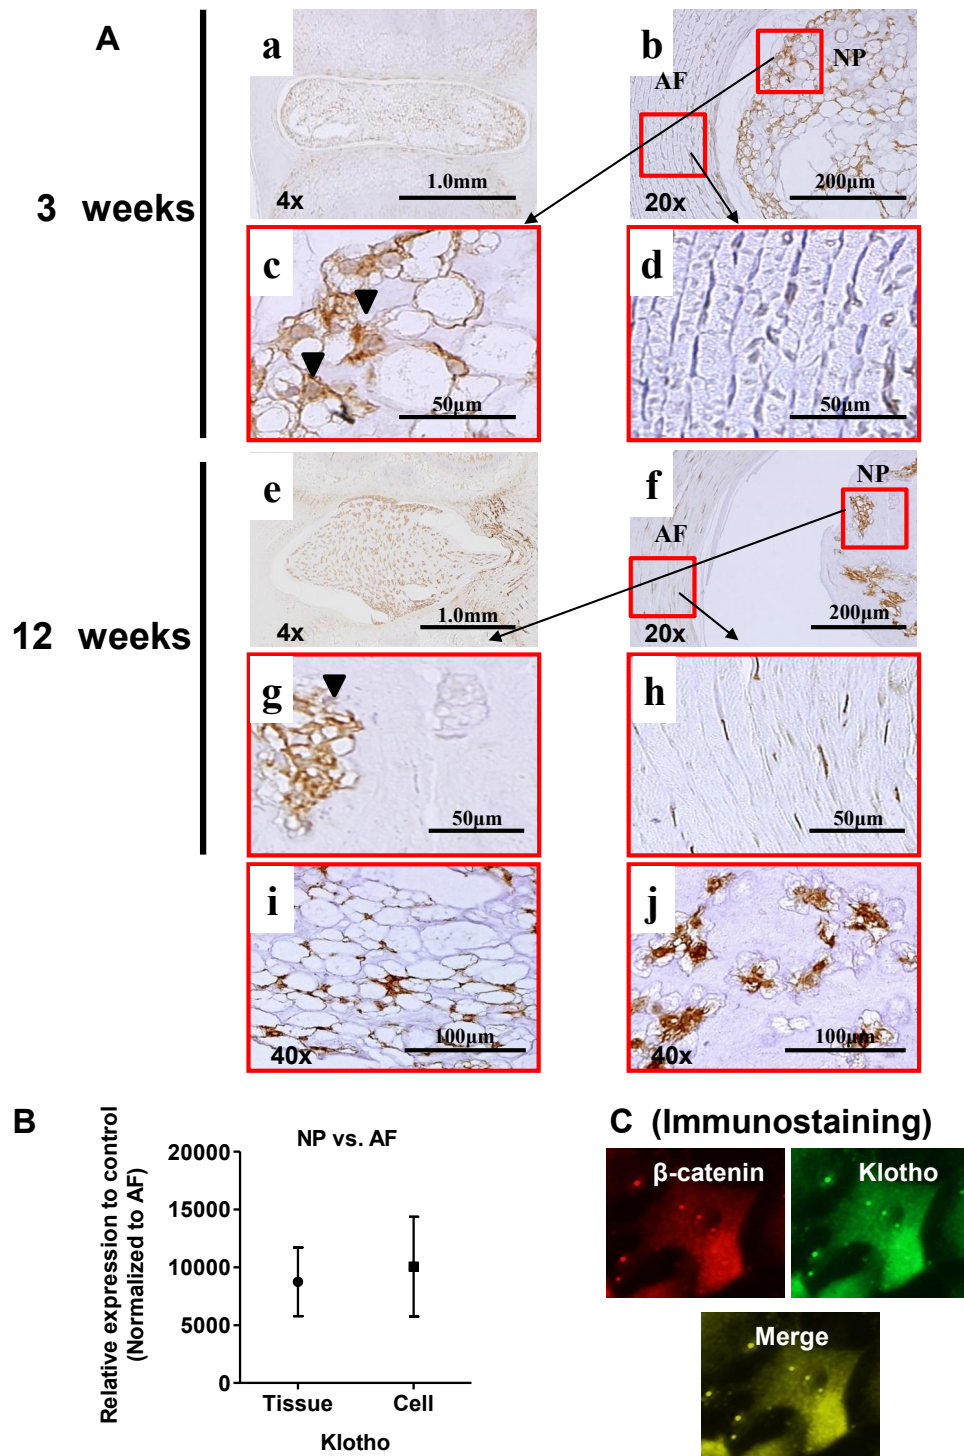 A
3 weeks
a
4x
1.0mm
b
AF
NP
20x
200μm
c
50μm
d
50μm
12 weeks
e
4x
1.0mm
f
AF
NP
20x
200μm
g
50μm
h
50μm
i
40x
100μm
j
40x
100μm
B
NP vs. AF
Relative expression to control
(Normalized to AF)
20000
15000
10000
5000
0
Tissue
Cell
Klotho
C (Immunostaining)
β-catenin
Klotho
Merge